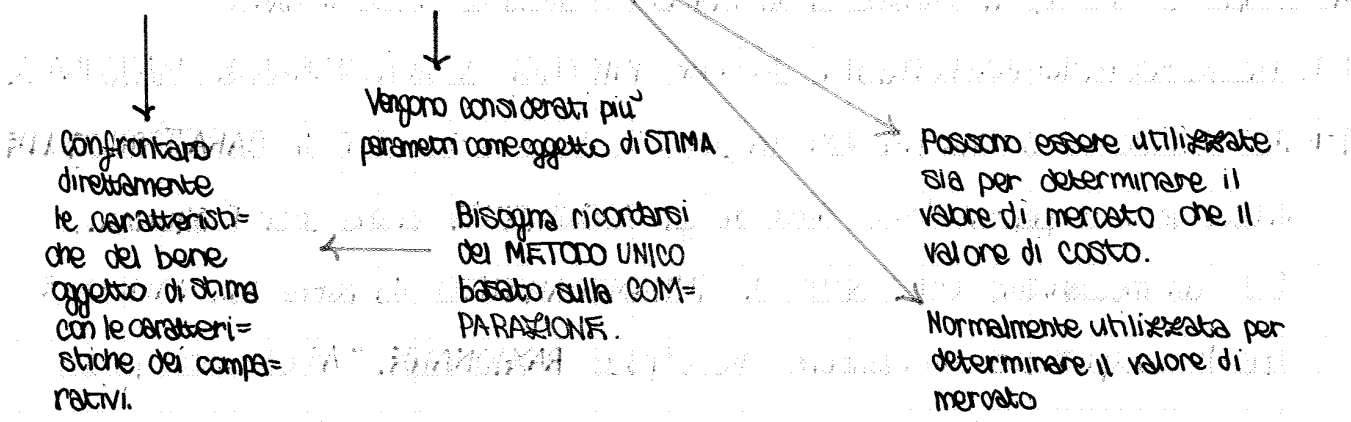 Confrontano
direttamente
le caratteristi=
che del bene
oggetto di stima
con le caratteri=
stiche dei compa=
rativi.
Vengono considerati più
parametri come oggetto di STIMA
Bisogna ricordarsi
del METODO UNICO
basato sulla COM=
PARAZIONE.
Possono essere utilizzate
sia per determinare il
valore di mercato che il
valore di costo.
Normalmente utilizzata per
determinare il valore di
mercato